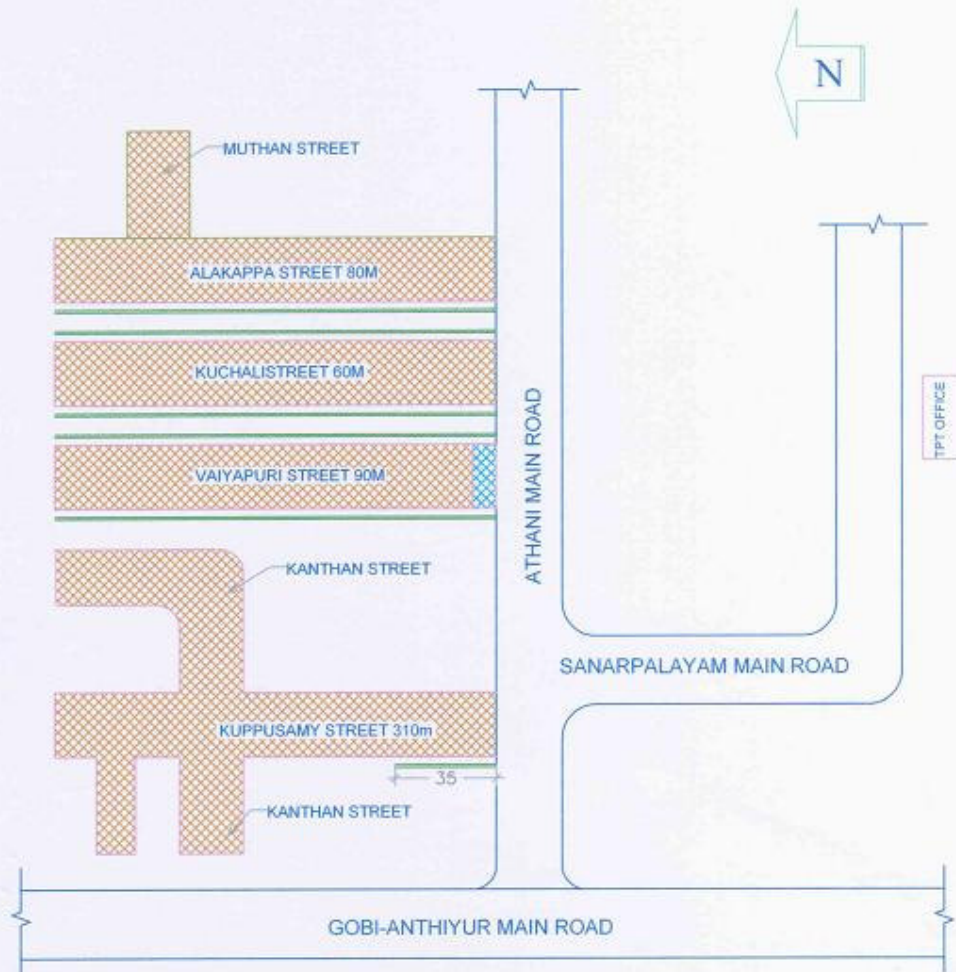 N
MUTHAN STREET
ALAKAPPA STREET 80M
KUCHALISTREET 60M
VAIYAPURI STREET 90M
ATHANI MAIN ROAD
TPT OFFICE
KANTHAN STREET
SANARPALAYAM MAIN ROAD
KUPPUSAMY STREET 310m
35
KANTHAN STREET
GOBI-ANTHIYUR MAIN ROAD